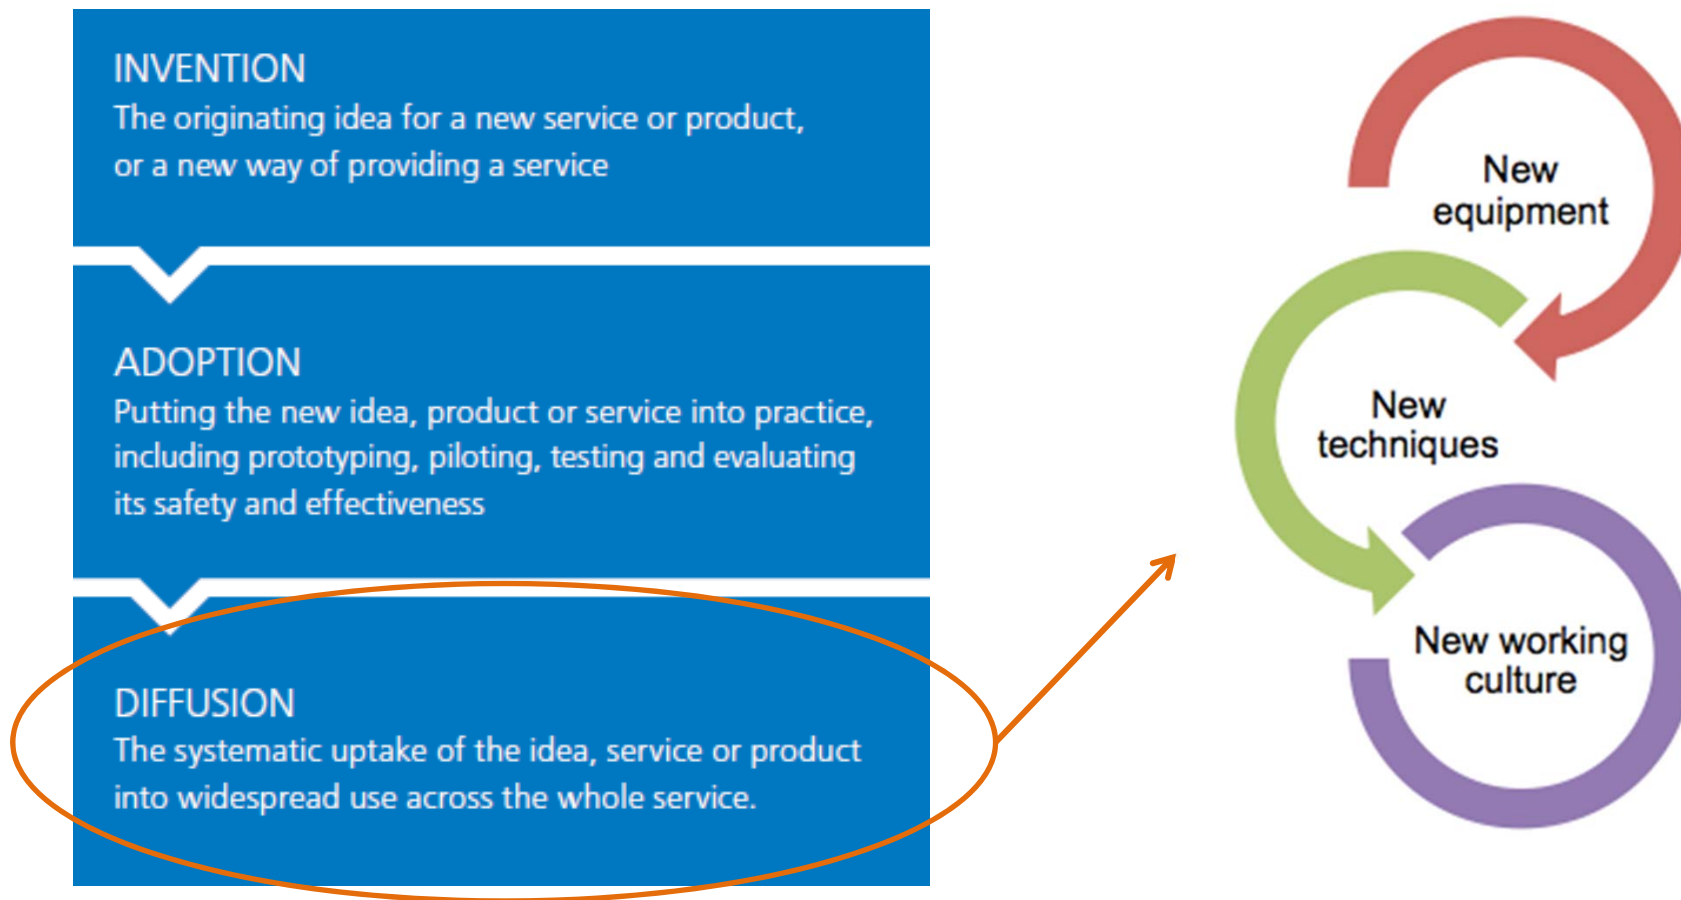 INVENTION
The originating idea for a new service or product,
or a new way of providing a service
ADOPTION
Putting the new idea, product or service into practice,
including prototyping, piloting, testing and evaluating
its safety and effectiveness
DIFFUSION
The systematic uptake of the idea, service or product
into widespread use across the whole service.
New
equipment
New
techniques
New working
culture